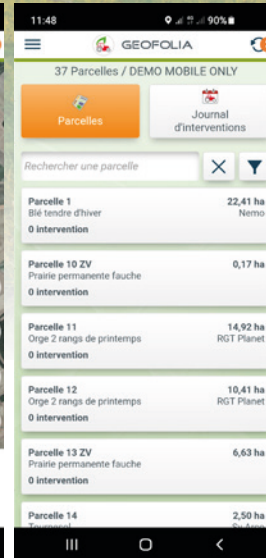 11:48
90%
GEOFOLIA
37 Parcelles / DEMO MOBILE ONLY
Parcelles
Journal
d'interventions
Rechercher une parcelle
Parcelle 1 22,41 ha
Blé tendre d'hiver Nemo
0 intervention
Parcelle 10 ZV 0,17 ha
Prairie permanente fauche
0 intervention
Parcelle 11 14,92 ha
Orge 2 rangs de printemps RGT Planet
0 intervention
Parcelle 12 10,41 ha
Orge 2 rangs de printemps RGT Planet
0 intervention
Parcelle 13 ZV 6,63 ha
Prairie permanente fauche
0 intervention
Parcelle 14 2,50 ha
Tournesol